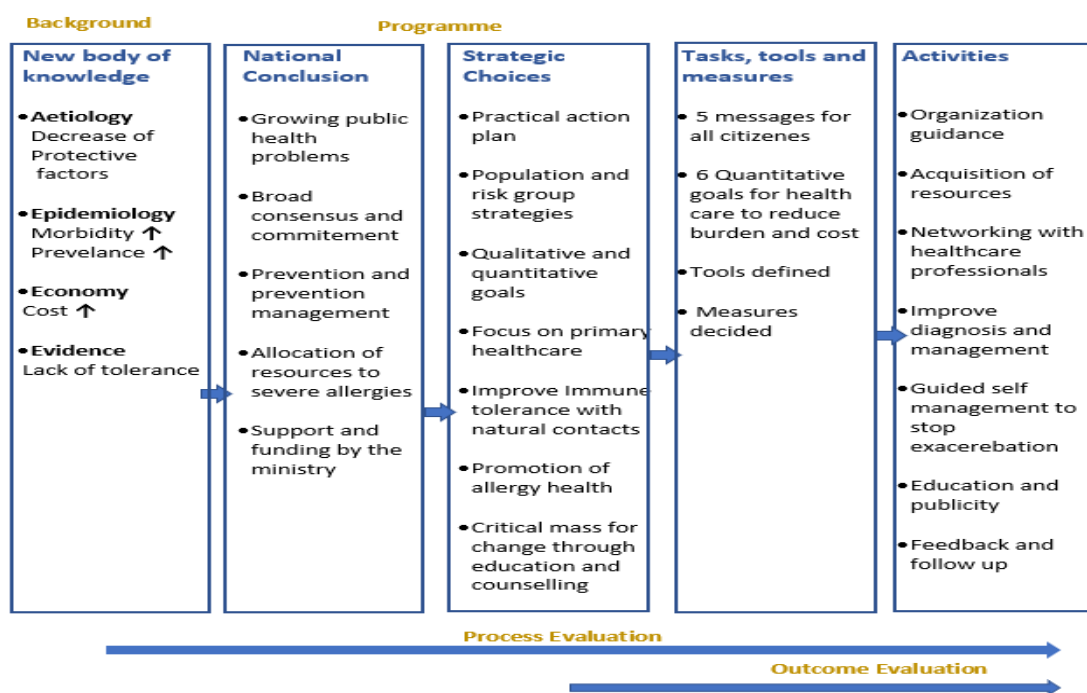 Background
Programme
New body of
knowledge
•Aetiology
Decrease of
Protective
factors
•Epidemiology
Morbidity ↑
Prevelance ↑
•Economy
Cost ↑
•Evidence
Lack of tolerance
National
Conclusion
•Growing public
health
problems
•Broad
consensus and
commitement
•Prevention and
prevention
management
•Allocation of
resources to
severe allergies
•Support and
funding by the
ministry
Strategic
Choices
•Practical action
plan
•Population and
risk group
strategies
•Qualitative and
quantitative
goals
•Focus on primary
healthcare
•Improve Immune
tolerance with
natural contacts
•Promotion of
allergy health
•Critical mass for
change through
education and
counselling
Tasks, tools and
measures
• 5 messages for
all citizenes
• 6 Quantitative
goals for health
care to reduce
burden and cost
•Tools defined
• Measures
decided
Activities
•Organization
guidance
•Acquisition of
resources
•Networking with
healthcare
professionals
•Improve
diagnosis and
management
•Guided self
management to
stop
exacerebation
•Education and
publicity
•Feedback and
follow up
Process Evaluation
Outcome Evaluation